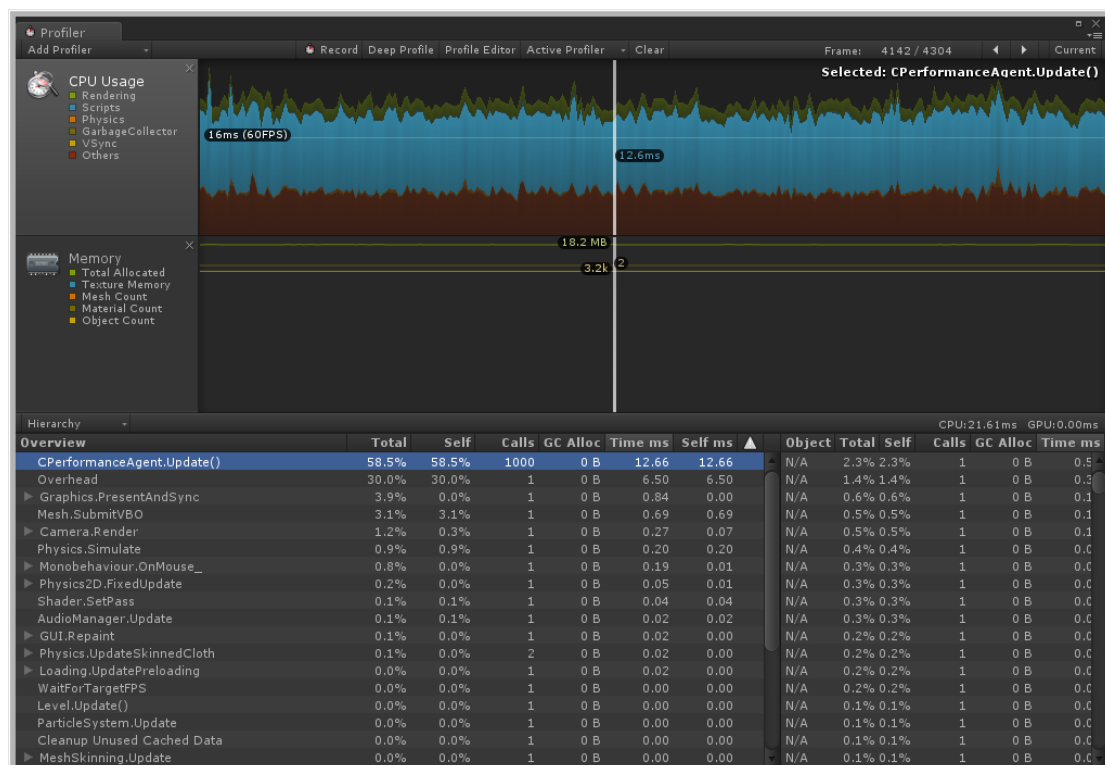 Profiler
Add Profiler Record Deep Profile Profile Editor Active Profiler Clear Frame: 4142 / 4304 Current
CPU Usage
Rendering
Scripts
Physics
GarbageCollector
VSync
Others
Selected: CPerformanceAgent.Update()
16ms (60FPS)
12.6ms
Memory
Total Allocated
Texture Memory
Mesh Count
Material Count
Object Count
18.2 MB
3.2k 2
Hierarchy CPU:21.61ms GPU:0.00ms
Overview Total Self Calls GC Alloc Time ms Self ms Object Total Self Calls GC Alloc Time ms
CPerformanceAgent.Update() 58.5% 58.5% 1000 0 B 12.66 12.66 N/A 2.3% 2.3% 1 0 B
Overhead 30.0% 30.0% 1 0 B 6.50 6.50 N/A 1.4% 1.4% 1 0 B
Graphics.PresentAndSync 3.9% 0.0% 1 0 B 0.84 0.00 N/A 0.6% 0.6% 1 0 B
Mesh.SubmitVBO 3.1% 3.1% 1 0 B 0.69 0.69 N/A 0.5% 0.5% 1 0 B
Camera.Render 1.2% 0.3% 1 0 B 0.27 0.07 N/A 0.5% 0.5% 1 0 B
Physics.Simulate 0.9% 0.9% 1 0 B 0.20 0.20 N/A 0.4% 0.4% 1 0 B
Monobehaviour.OnMouse_ 0.8% 0.0% 1 0 B 0.19 0.01 N/A 0.3% 0.3% 1 0 B
Physics2D.FixedUpdate 0.2% 0.0% 1 0 B 0.05 0.01 N/A 0.3% 0.3% 1 0 B
Shader.SetPass 0.1% 0.1% 1 0 B 0.04 0.04 N/A 0.3% 0.3% 1 0 B
AudioManager.Update 0.1% 0.1% 1 0 B 0.02 0.02 N/A 0.3% 0.3% 1 0 B
GUI.Repaint 0.1% 0.0% 1 0 B 0.02 0.00 N/A 0.2% 0.2% 1 0 B
Physics.UpdateSkinnedCloth 0.1% 0.0% 2 0 B 0.02 0.00 N/A 0.2% 0.2% 1 0 B
Loading.UpdatePreloading 0.0% 0.0% 1 0 B 0.02 0.00 N/A 0.2% 0.2% 1 0 B
WaitForTargetFPS 0.0% 0.0% 1 0 B 0.00 0.00 N/A 0.2% 0.2% 1 0 B
Level.Update() 0.0% 0.0% 1 0 B 0.00 0.00 N/A 0.1% 0.1% 1 0 B
ParticleSystem.Update 0.0% 0.0% 1 0 B 0.00 0.00 N/A 0.1% 0.1% 1 0 B
Cleanup Unused Cached Data 0.0% 0.0% 1 0 B 0.00 0.00 N/A 0.1% 0.1% 1 0 B
MeshSkinning.Update 0.0% 0.0% 1 0 B 0.00 0.00 N/A 0.1% 0.1% 1 0 B